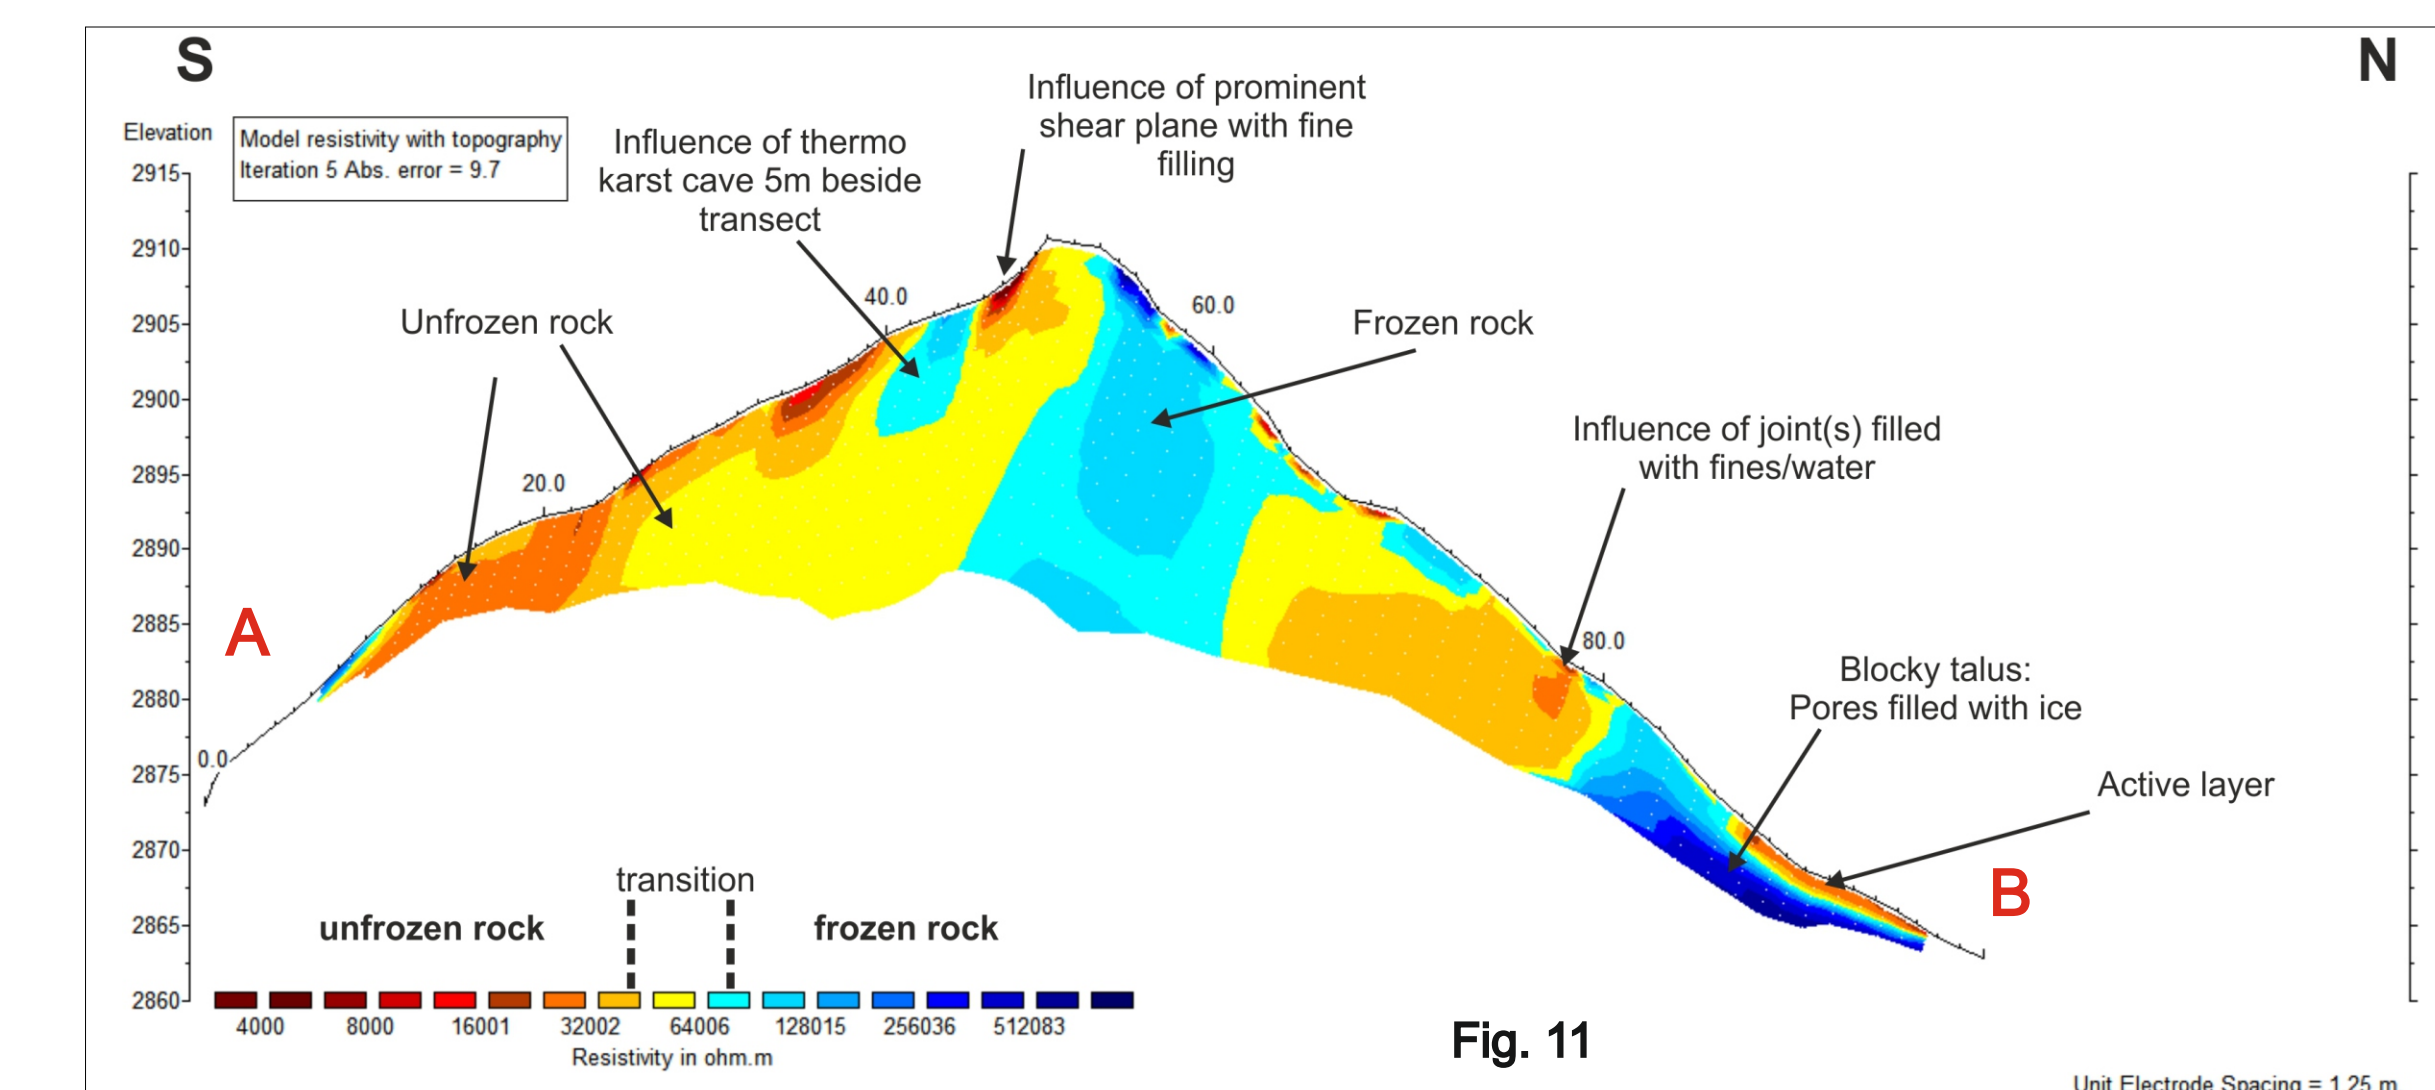 S
N
Influence of prominent
shear plane with fine
filling
Elevation
Model resistivity with topography
Iteration 5 Abs. error = 9.7
Influence of thermo
karst cave 5m beside
transect
2915
2910
2905
2900
2895
2890
2885
2880
2875
2870
2865
2860
40.0
60.0
Unfrozen rock
Frozen rock
Influence of joint(s) filled
with fines/water
20.0
A
80.0
Blocky talus:
Pores filled with ice
0.0
Active layer
B
transition
unfrozen rock
frozen rock
4000 8000 16001 32002 64006 128015 256036 512083
Resistivity in ohm.m
Fig. 11
Unit Electrode Spacing = 1.25 m